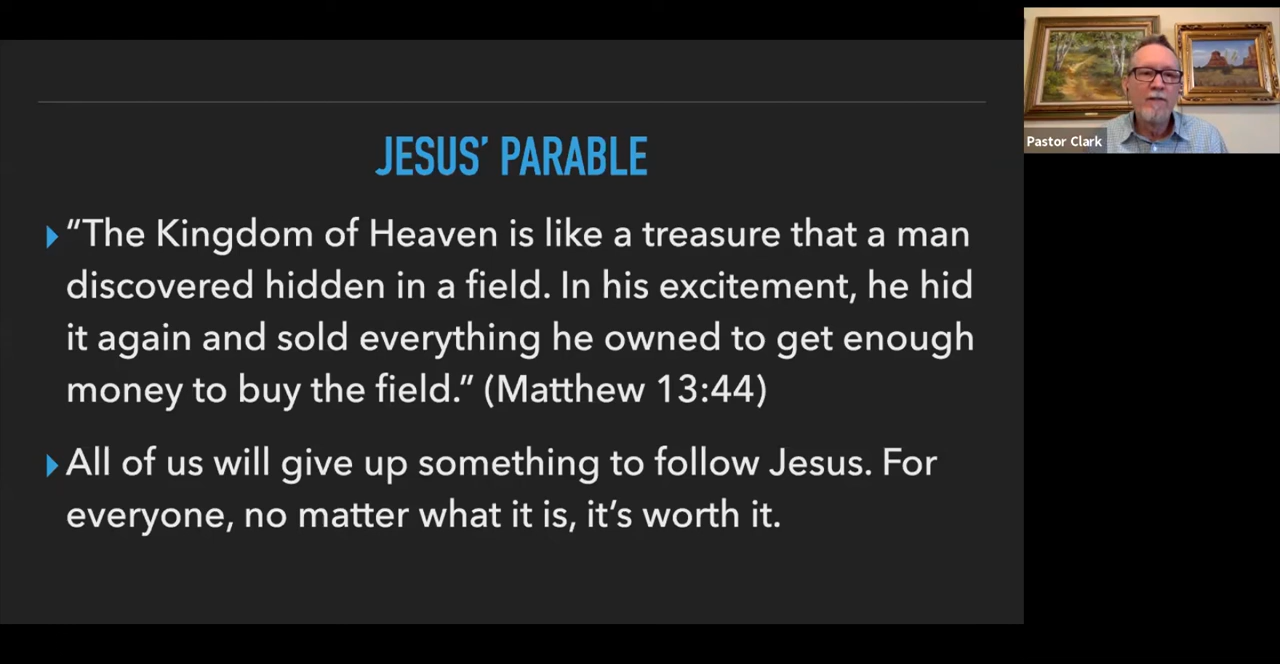 JESUS’ PARABLE
“The Kingdom of Heaven is like a treasure that a man
discovered hidden in a field. In his excitement, he hid
it again and sold everything he owned to get enough
money to buy the field.” (Matthew 13:44)
All of us will give up something to follow Jesus. For
everyone, no matter what it is, it’s worth it.
Pastor Clark